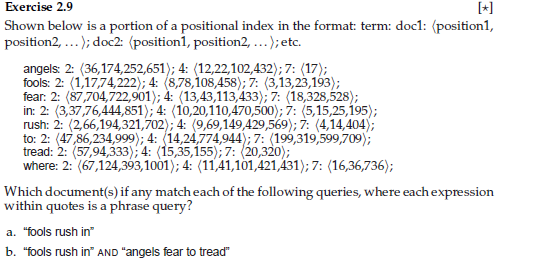 Exercise 2.9 [⋆]
Shown below is a portion of a positional index in the format: term: doc1: ⟨position1,
position2, … ⟩; doc2: ⟨position1, position2, … ⟩; etc.
angels: 2: ⟨36,174,252,651⟩; 4: ⟨12,22,102,432⟩; 7: ⟨17⟩;
fools: 2: ⟨1,17,74,222⟩; 4: ⟨8,78,108,458⟩; 7: ⟨3,13,23,193⟩;
fear: 2: ⟨87,704,722,901⟩; 4: ⟨13,43,113,433⟩; 7: ⟨18,328,528⟩;
in: 2: ⟨3,37,76,444,851⟩; 4: ⟨10,20,110,470,500⟩; 7: ⟨5,15,25,195⟩;
rush: 2: ⟨2,66,194,321,702⟩; 4: ⟨9,69,149,429,569⟩; 7: ⟨4,14,404⟩;
to: 2: ⟨47,86,234,999⟩; 4: ⟨14,24,774,944⟩; 7: ⟨199,319,599,709⟩;
tread: 2: ⟨57,94,333⟩; 4: ⟨15,35,155⟩; 7: ⟨20,320⟩;
where: 2: ⟨67,124,393,1001⟩; 4: ⟨11,41,101,421,431⟩; 7: ⟨16,36,736⟩;
Which document(s) if any match each of the following queries, where each expression
within quotes is a phrase query?
a. “fools rush in”
b. “fools rush in” AND “angels fear to tread”